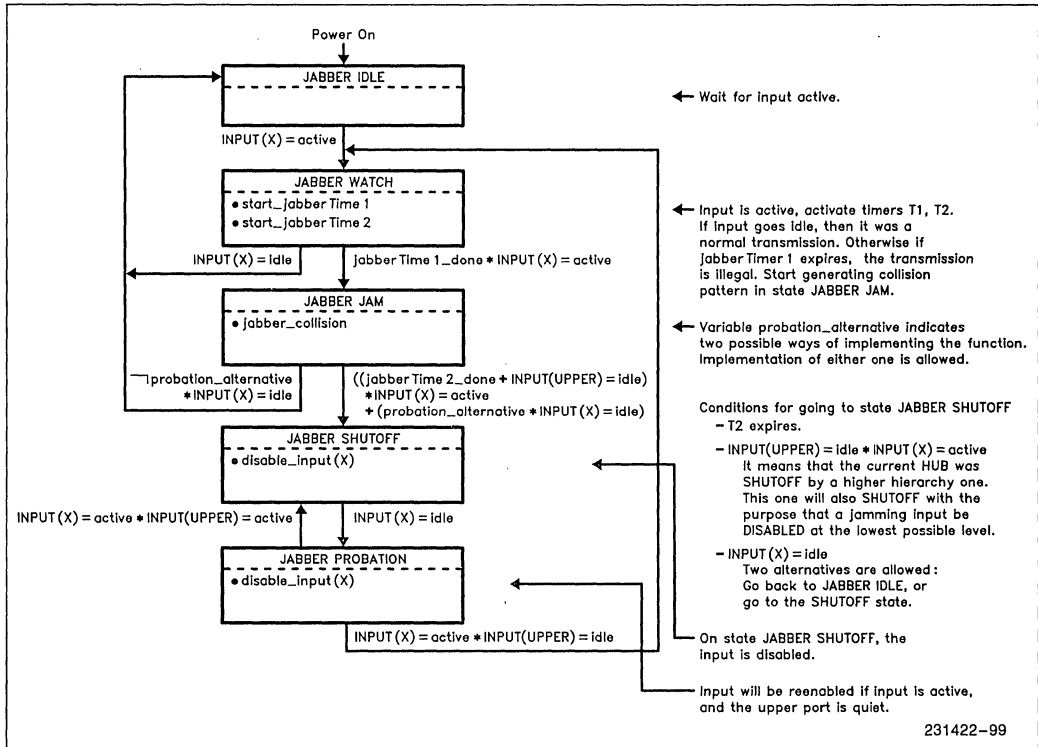 Power On
JABBER IDLE
INPUT(X)=active
JABBER WATCH
• start_jabber Time 1
• start_jabber Time 2
INPUT(X)=idle
jabber Time 1_done * INPUT(X)=active
JABBER JAM
• jabber_collision
¬probation_alternative
*INPUT(X)=idle
((jabber Time 2_done + INPUT(UPPER)=idle)
*INPUT(X)=active
+ (probation_alternative * INPUT(X)=idle)
JABBER SHUTOFF
• disable_input(X)
INPUT(X)=active * INPUT(UPPER)=active
INPUT(X)=idle
JABBER PROBATION
• disable_input(X)
INPUT(X)=active * INPUT(UPPER)=idle
Wait for input active.
Input is active, activate timers T1, T2.
If input goes idle, then it was a
normal transmission. Otherwise if
jabberTimer 1 expires, the transmission
is illegal. Start generating collision
pattern in state JABBER JAM.
Variable probation_alternative indicates
two possible ways of implementing the function.
Implementation of either one is allowed.
Conditions for going to state JABBER SHUTOFF
- T2 expires.
- INPUT(UPPER)=idle * INPUT(X)=active
It means that the current HUB was
SHUTOFF by a higher hierarchy one.
This one will also SHUTOFF with the
purpose that a jamming input be
DISABLED at the lowest possible level.
- INPUT(X)=idle
Two alternatives are allowed:
Go back to JABBER IDLE, or
go to the SHUTOFF state.
On state JABBER SHUTOFF, the
input is disabled.
Input will be reenabled if input is active,
and the upper port is quiet.
231422-99